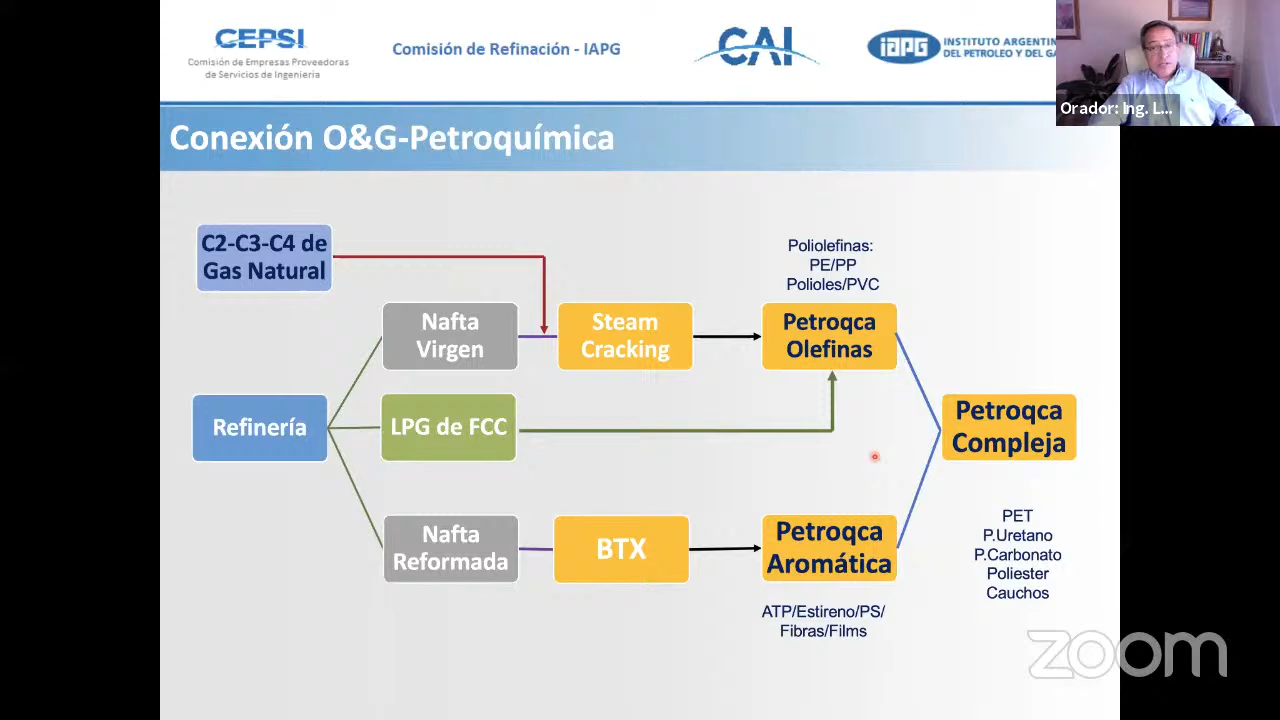 CEPSI
Comisión de Empresas Proveedoras
de Servicios de Ingeniería
Comisión de Refinación - IAPG
CAI
iAPG
INSTITUTO ARGENTIN
DEL PETROLEO Y DEL GA
Orador: Ing. L...
Conexión O&G-Petroquímica
C2-C3-C4 de
Gas Natural
Poliolefinas:
PE/PP
Polioles/PVC
Nafta
Virgen
Steam
Cracking
Petroqca
Olefinas
Refinería
LPG de FCC
Petroqca
Compleja
Nafta
Reformada
BTX
Petroqca
Aromática
PET
P.Uretano
P.Carbonato
Poliester
Cauchos
ATP/Estireno/PS/
Fibras/Films
zoom